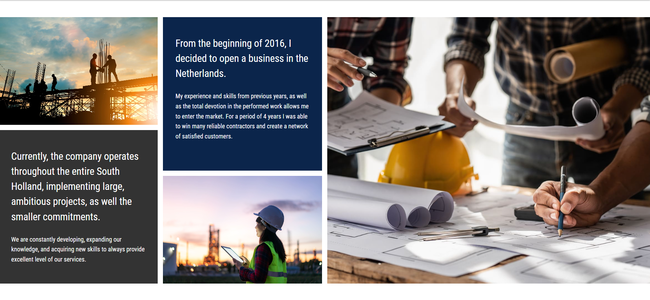 From the beginning of 2016, I
decided to open a business in the
Netherlands.
My experience and skills from previous years, as well
as the total devotion in the performed work allows me
to enter the market. For a period of 4 years I was able
to win many reliable contractors and create a network
of satisfied customers.
Currently, the company operates
throughout the entire South
Holland, implementing large,
ambitious projects, as well the
smaller commitments.
We are constantly developing, expanding our
knowledge, and acquiring new skills to always provide
excellent level of our services.